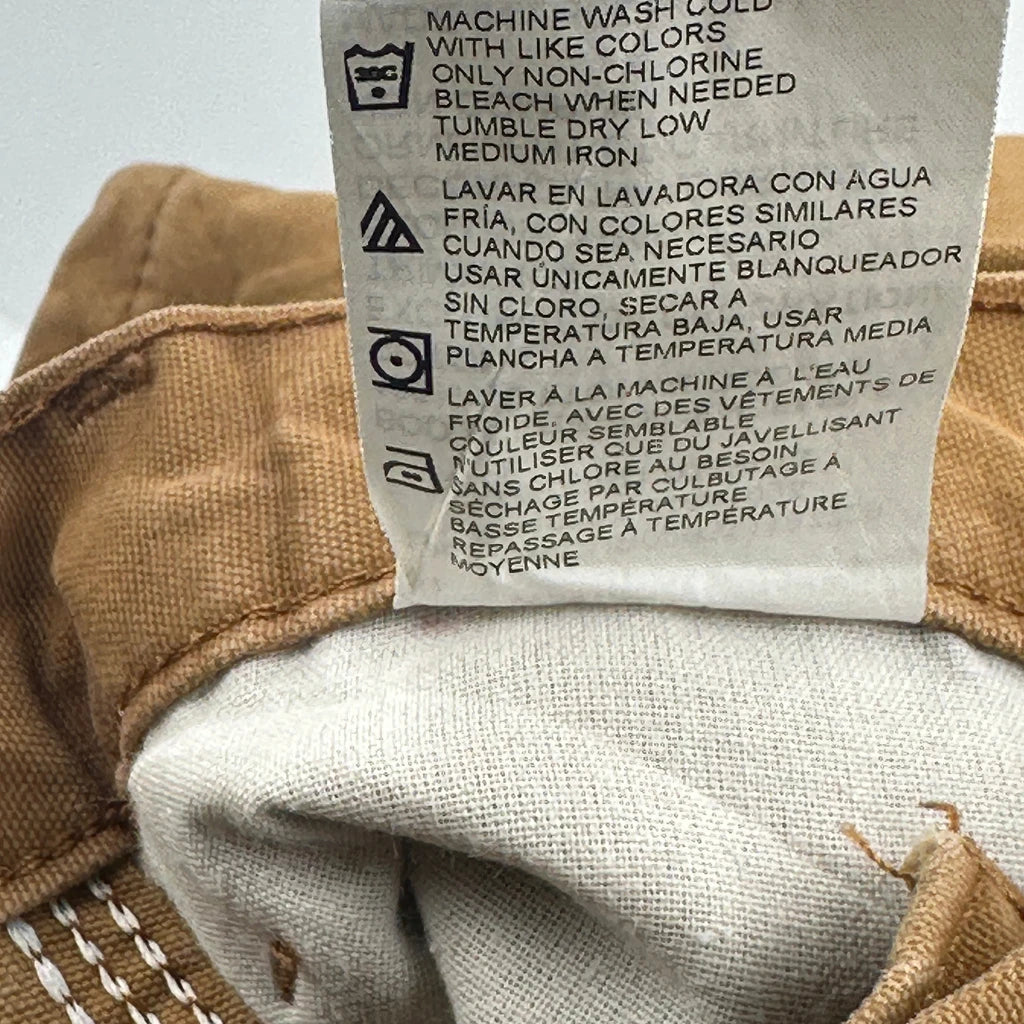 MACHINE WASH COLD
WITH LIKE COLORS
ONLY NON-CHLORINE
BLEACH WHEN NEEDED
TUMBLE DRY LOW
MEDIUM IRON
LAVAR EN LAVADORA CON AGUA
FRÍA, CON COLORES SIMILARES
CUANDO SEA NECESARIO
USAR ÚNICAMENTE BLANQUEADOR
SIN CLORO, SECAR A
TEMPERATURA BAJA, USAR
PLANCHA A TEMPERATURA MEDIA
LAVER À LA MACHINE À L'EAU
FROIDE, AVEC DES VÊTEMENTS DE
COULEUR SEMBLABLE
N'UTILISER QUE DU JAVELLISANT
SANS CHLORE AU BESOIN
SÉCHAGE PAR CULBUTAGE À
BASSE TEMPÉRATURE
REPASSAGE À TEMPÉRATURE
MOYENNE